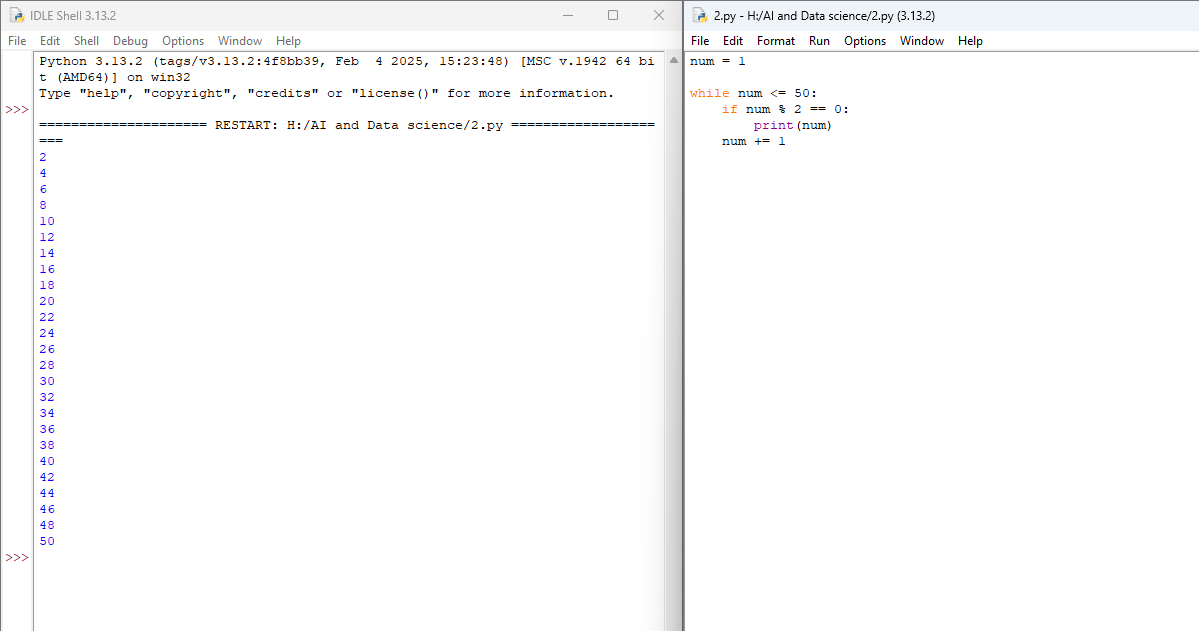 IDLE Shell 3.13.2
File Edit Shell Debug Options Window Help
Python 3.13.2 (tags/v3.13.2:4f8bb39, Feb  4 2025, 15:23:48) [MSC v.1942 64 bi
t (AMD64)] on win32
Type "help", "copyright", "credits" or "license()" for more information.
>>>
===================== RESTART: H:/AI and Data science/2.py ==================
===
2
4
6
8
10
12
14
16
18
20
22
24
26
28
30
32
34
36
38
40
42
44
46
48
50
>>>
2.py - H:/AI and Data science/2.py (3.13.2)
File Edit Format Run Options Window Help
num = 1
while num <= 50:
    if num % 2 == 0:
        print(num)
    num += 1